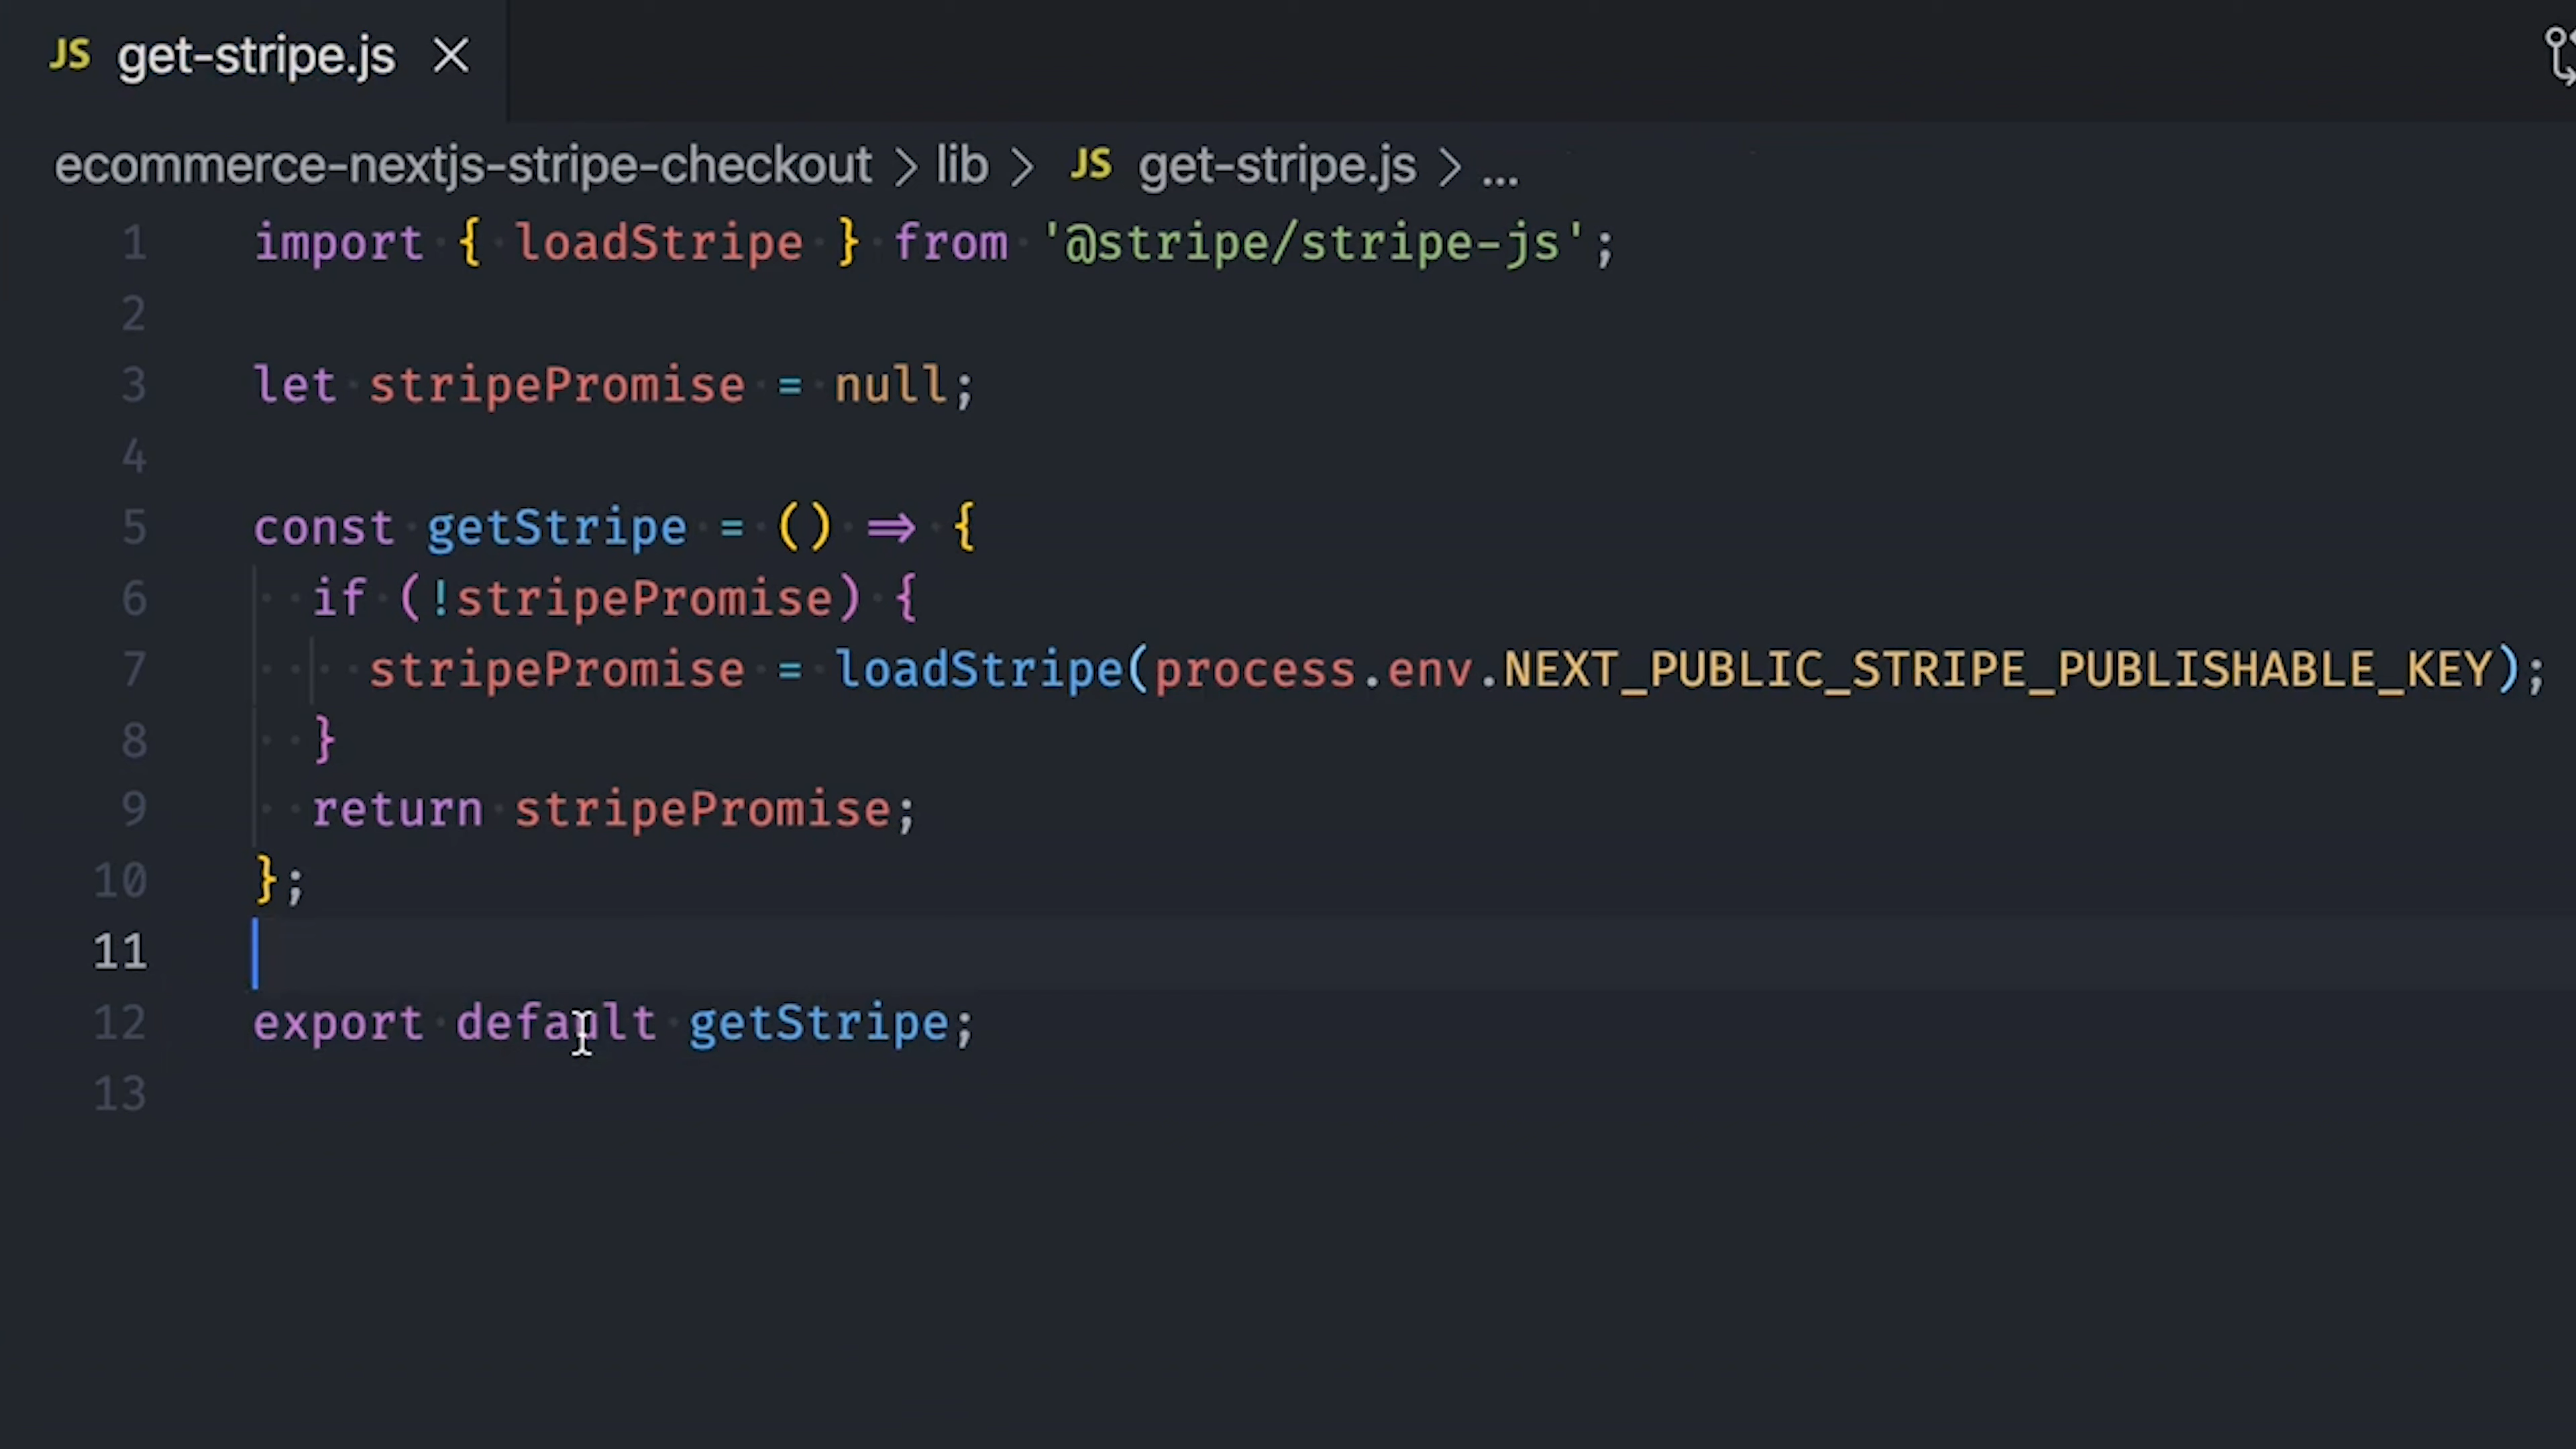 JS get-stripe.js
ecommerce-nextjs-stripe-checkout > lib > JS get-stripe.js > ...
1 import { loadStripe } from '@stripe/stripe-js';
2
3 let stripePromise = null;
4
5 const getStripe = () => {
6 if (!stripePromise) {
7 stripePromise = loadStripe(process.env.NEXT_PUBLIC_STRIPE_PUBLISHABLE_KEY);
8 }
9 return stripePromise;
10 };
11
12 export default getStripe;
13